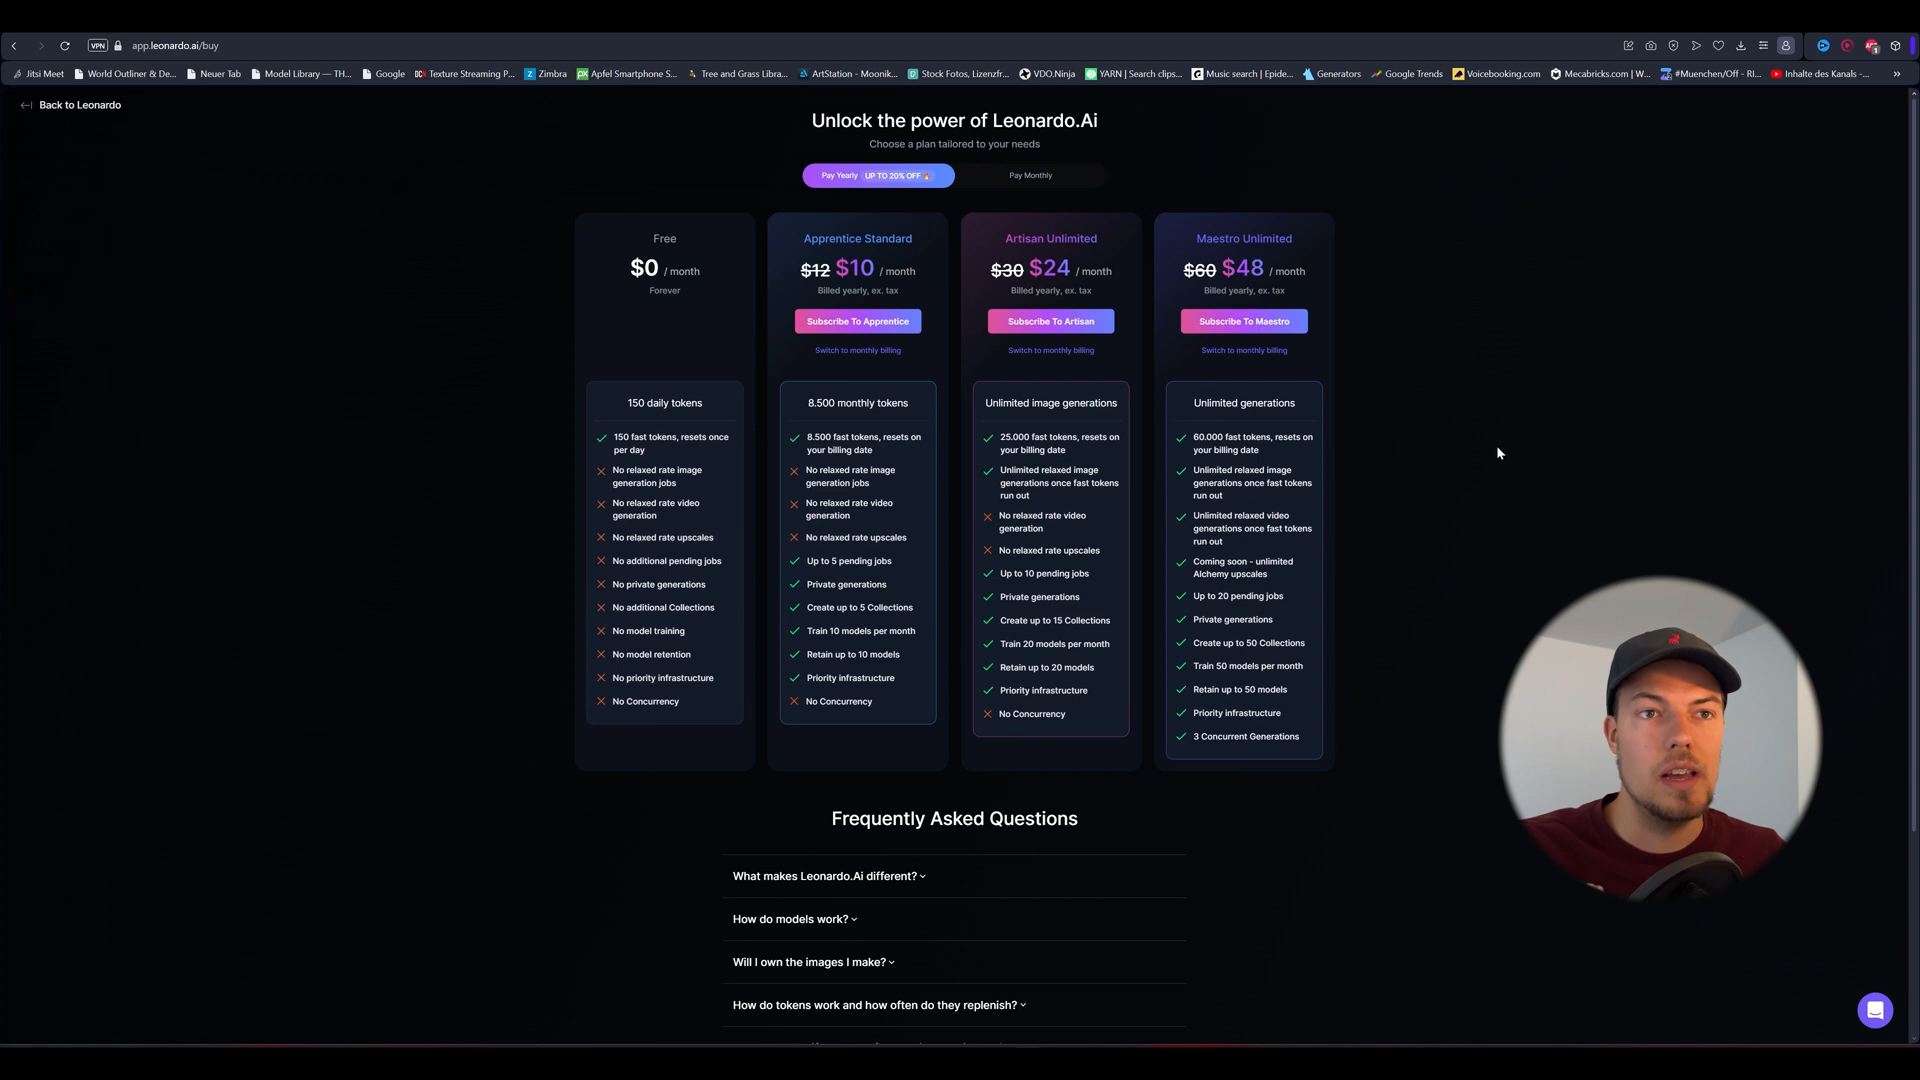 VPN
app.leonardo.ai/buy
Jitsi Meet
World Outliner & De...
Neuer Tab
Model Library — TH...
Google
Texture Streaming P...
Zimbra
Apfel Smartphone S...
Tree and Grass Libra...
ArtStation - Moonik...
Stock Fotos, Lizenzfr...
VDO.Ninja
YARN | Search clips...
Music search | Epide...
Generators
Google Trends
Voicebooking.com
Mecabricks.com | W...
#Muenchen/Off - RI...
Inhalte des Kanals -...
Back to Leonardo
Unlock the power of Leonardo.Ai
Choose a plan tailored to your needs
Pay Yearly UP TO 20% OFF 🔥
Pay Monthly
Free
$0 / month
Forever
150 daily tokens
150 fast tokens, resets once
per day
No relaxed rate image
generation jobs
No relaxed rate video
generation
No relaxed rate upscales
No additional pending jobs
No private generations
No additional Collections
No model training
No model retention
No priority infrastructure
No Concurrency
Apprentice Standard
$12 $10 / month
Billed yearly, ex. tax
Subscribe To Apprentice
Switch to monthly billing
8.500 monthly tokens
8.500 fast tokens, resets on
your billing date
No relaxed rate image
generation jobs
No relaxed rate video
generation
No relaxed rate upscales
Up to 5 pending jobs
Private generations
Create up to 5 Collections
Train 10 models per month
Retain up to 10 models
Priority infrastructure
No Concurrency
Artisan Unlimited
$30 $24 / month
Billed yearly, ex. tax
Subscribe To Artisan
Switch to monthly billing
Unlimited image generations
25.000 fast tokens, resets on
your billing date
Unlimited relaxed image
generations once fast tokens
run out
No relaxed rate video
generation
No relaxed rate upscales
Up to 10 pending jobs
Private generations
Create up to 15 Collections
Train 20 models per month
Retain up to 20 models
Priority infrastructure
No Concurrency
Maestro Unlimited
$60 $48 / month
Billed yearly, ex. tax
Subscribe To Maestro
Switch to monthly billing
Unlimited generations
60.000 fast tokens, resets on
your billing date
Unlimited relaxed image
generations once fast tokens
run out
Unlimited relaxed video
generations once fast tokens
run out
Coming soon - unlimited
Alchemy upscales
Up to 20 pending jobs
Private generations
Create up to 50 Collections
Train 50 models per month
Retain up to 50 models
Priority infrastructure
3 Concurrent Generations
Frequently Asked Questions
What makes Leonardo.Ai different?
How do models work?
Will I own the images I make?
How do tokens work and how often do they replenish?